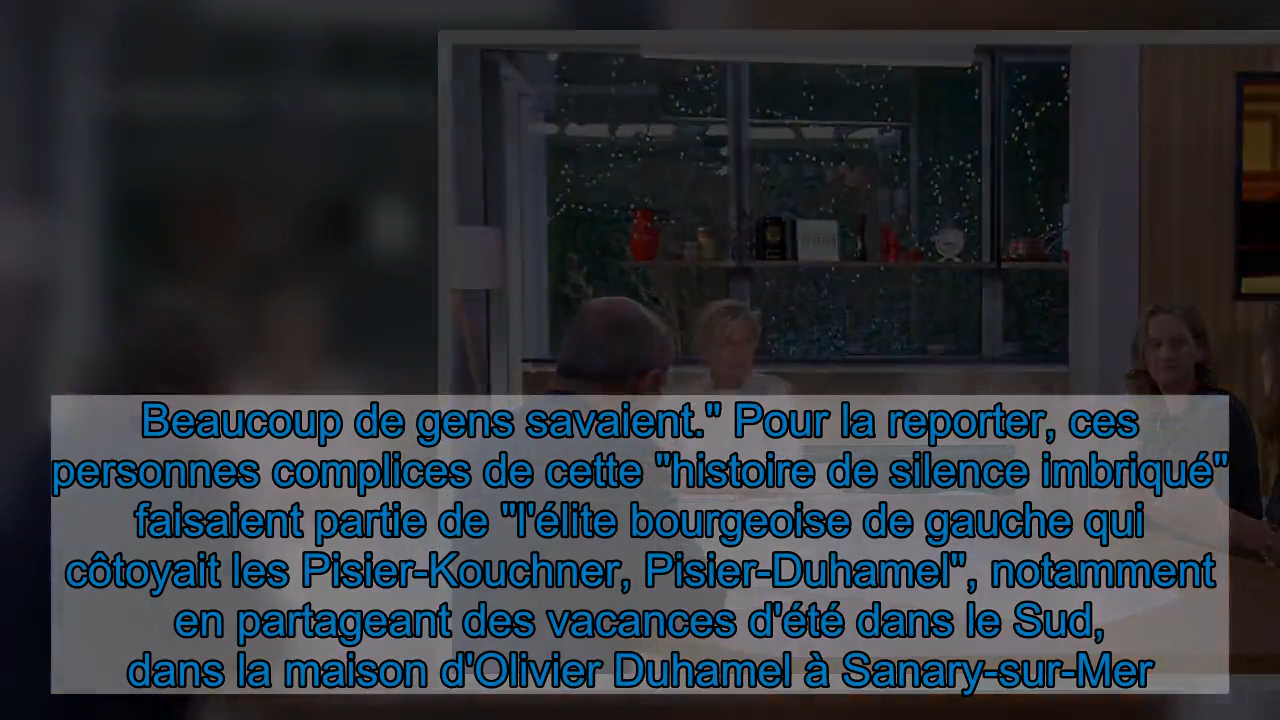 Beaucoup de gens savaient." Pour la reporter, ces
personnes complices de cette "histoire de silence imbriqué"
faisaient partie de "l'élite bourgeoise de gauche qui
côtoyait les Pisier-Kouchner, Pisier-Duhamel", notamment
en partageant des vacances d'été dans le Sud,
dans la maison d'Olivier Duhamel à Sanary-sur-Mer